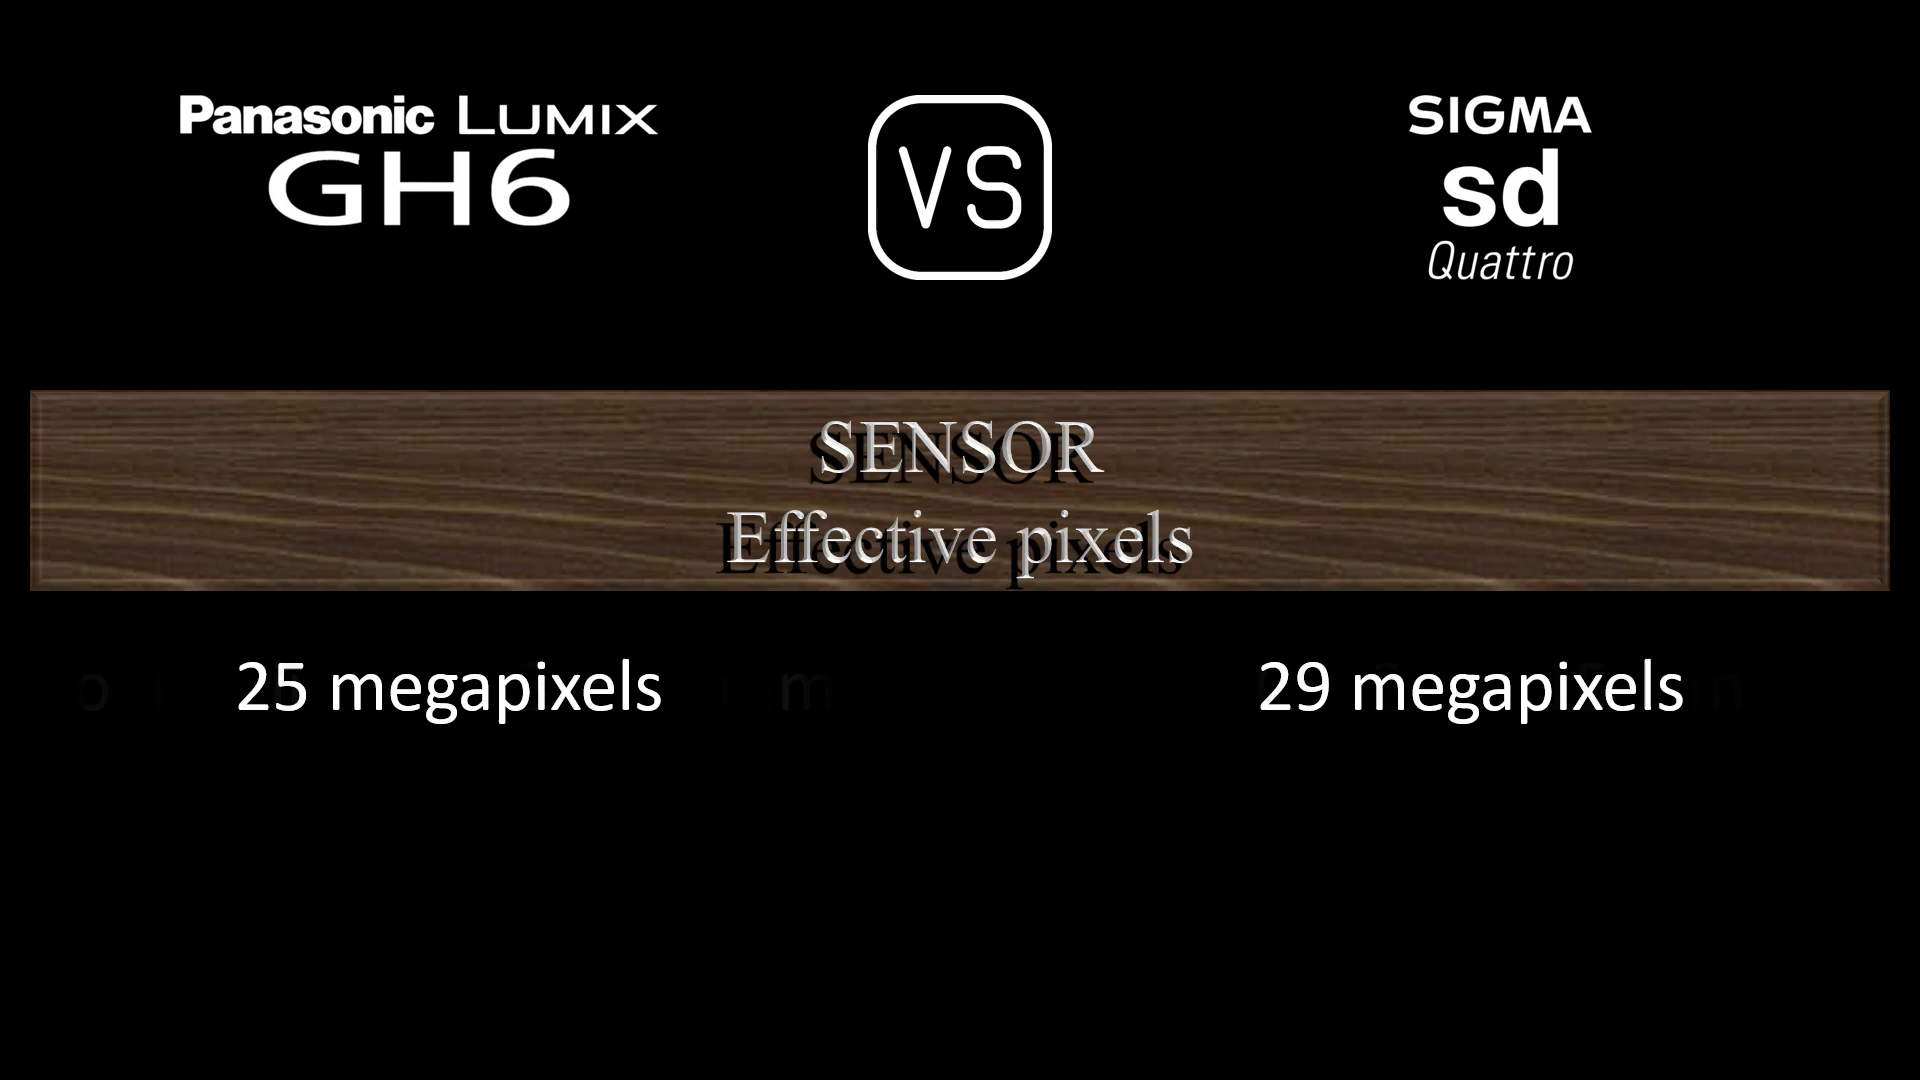 Panasonic LUMIX
GH6
VS
SIGMA
sd
Quattro
SENSOR
Effective pixels
25 megapixels
29 megapixels